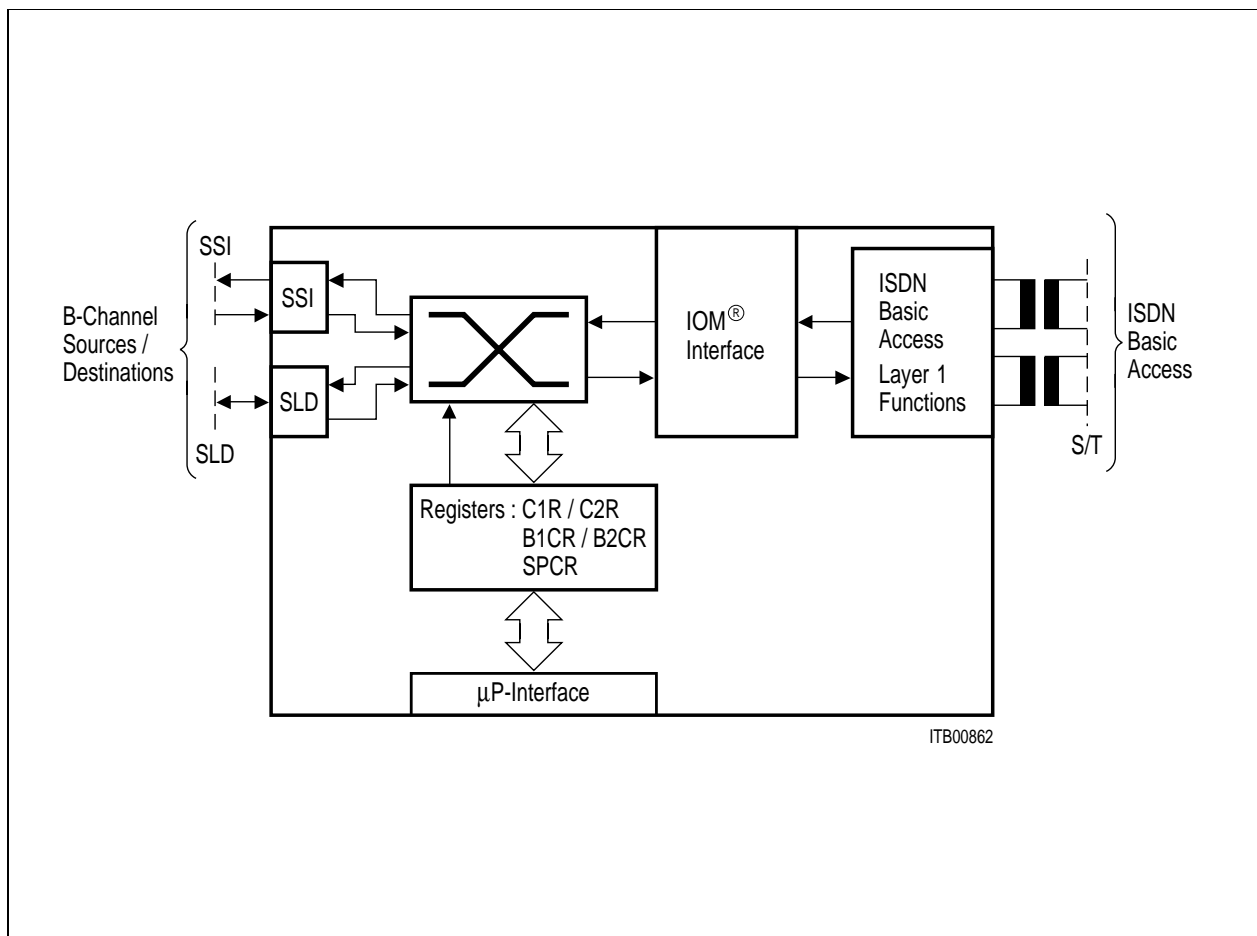 SSI
SSI
B-Channel
Sources /
Destinations
SLD
SLD
IOM®
Interface
ISDN
Basic
Access
Layer 1
Functions
ISDN
Basic
Access
S/T
Registers : C1R / C2R
B1CR / B2CR
SPCR
µP-Interface
ITB00862